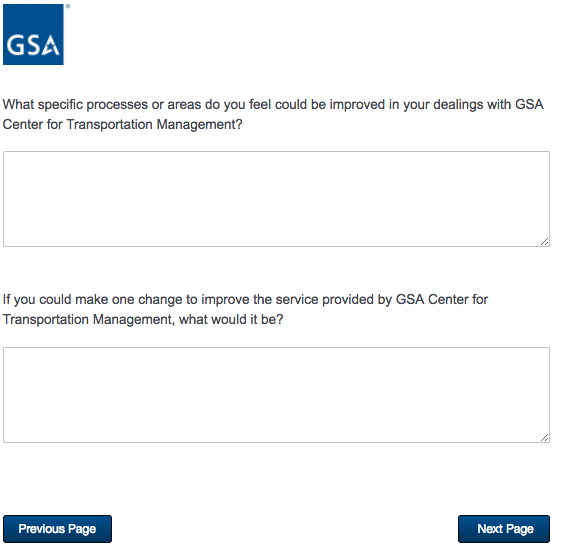 GSA
What specific processes or areas do you feel could be improved in your dealings with GSA
Center for Transportation Management?
If you could make one change to improve the service provided by GSA Center for
Transportation Management, what would it be?
Previous Page
Next Page